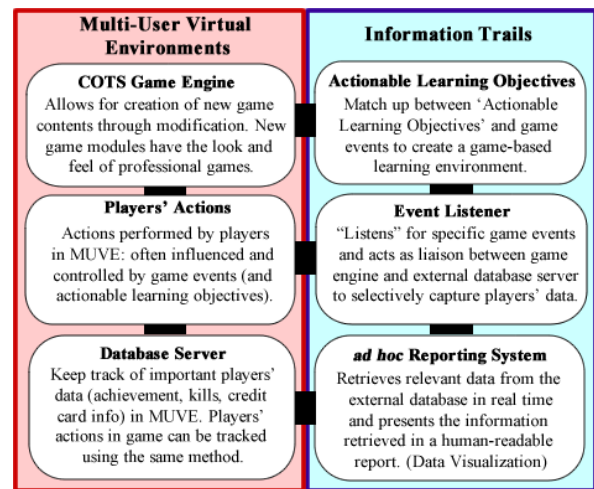 Multi-User Virtual
Environments
COTS Game Engine
Allows for creation of new game
contents through modification. New
game modules have the look and
feel of professional games.
Players’ Actions
Actions performed by players
in MUVE: often influenced and
controlled by game events (and
actionable learning objectives).
Database Server
Keep track of important players’
data (achievement, kills, credit
card info) in MUVE. Players’
actions in game can be tracked
using the same method.
Information Trails
Actionable Learning Objectives
Match up between ‘Actionable
Learning Objectives’ and game
events to create a game-based
learning environment.
Event Listener
“Listens” for specific game events
and acts as liaison between game
engine and external database server
to selectively capture players’ data.
ad hoc Reporting System
Retrieves relevant data from the
external database in real time
and presents the information
retrieved in a human-readable
report. (Data Visualization)